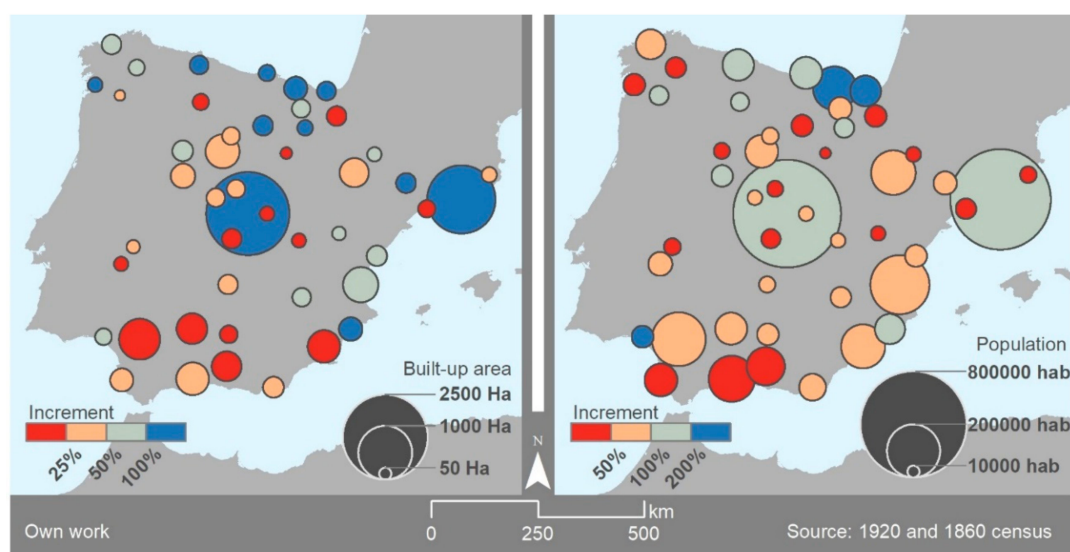 Built-up area
2500 Ha
1000 Ha
50 Ha
Increment
25%
50%
100%
Population
800000 hab
200000 hab
10000 hab
Increment
50%
100%
200%
N
km
0
250
500
Own work
Source: 1920 and 1860 census